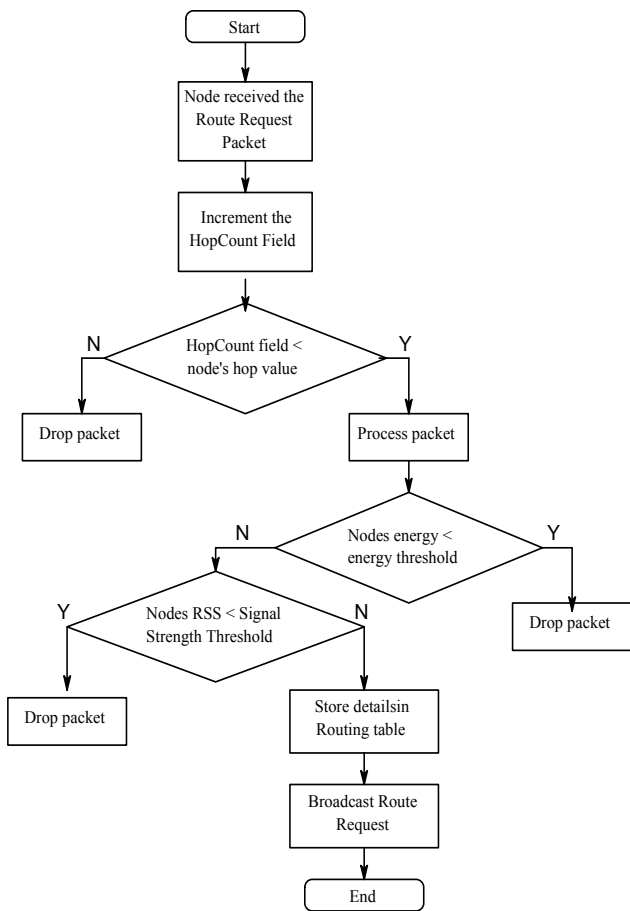 Start
Node received the
Route Request
Packet
Increment the
HopCount Field
N
HopCount field <
node's hop value
Y
Drop packet
Process packet
N
Nodes energy <
energy threshold
Y
Y
Nodes RSS < Signal
Strength Threshold
N
Drop packet
Drop packet
Store detailsin
Routing table
Broadcast Route
Request
End